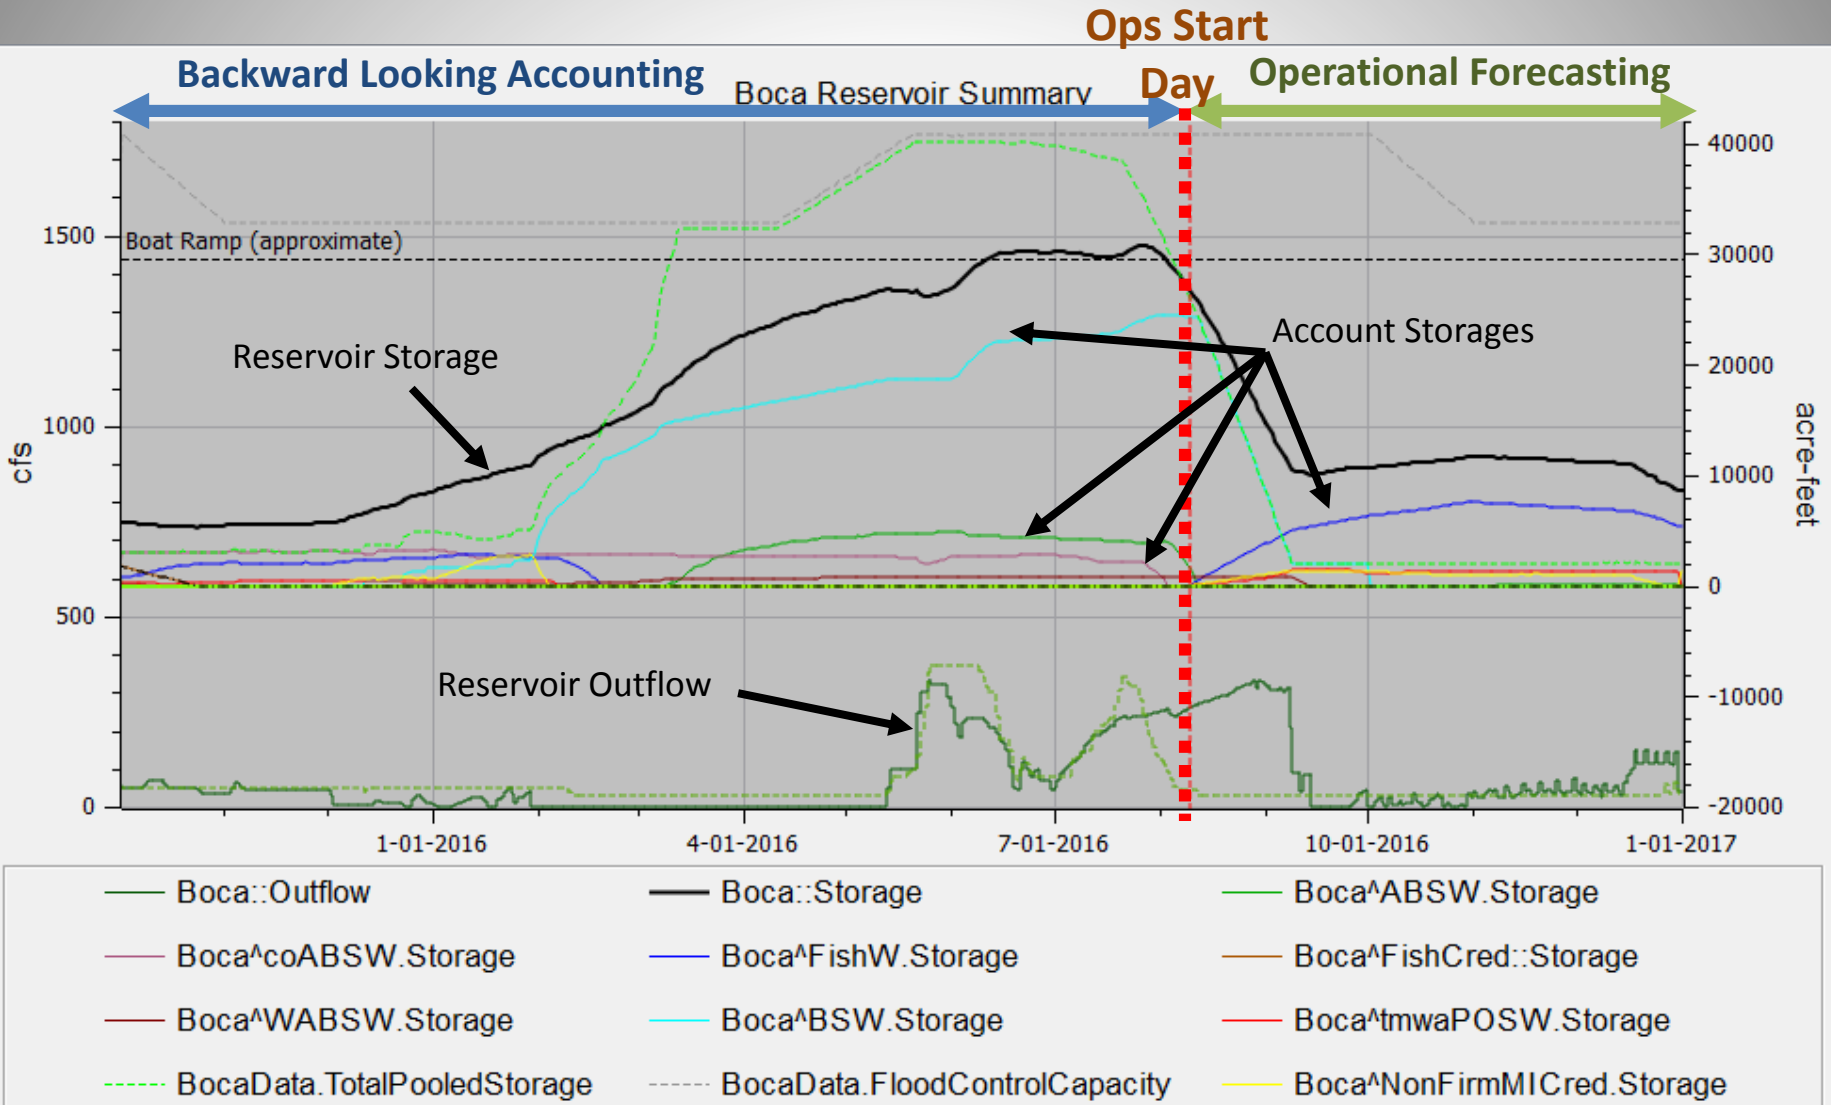 Ops Start
Day
Backward Looking Accounting
Operational Forecasting
Boca Reservoir Summary
40000
1500
Boat Ramp (approximate)
30000
Account Storages
Reservoir Storage
20000
1000
cfs
acre-feet
10000
0
500
Reservoir Outflow
-10000
0
-20000
1-01-2016
4-01-2016
7-01-2016
10-01-2016
1-01-2017
Boca::Outflow
Boca::Storage
Boca^ABSW.Storage
Boca^coABSW.Storage
Boca^FishW.Storage
Boca^FishCred::Storage
Boca^WABSW.Storage
Boca^BSW.Storage
Boca^tmwaPOSW.Storage
BocaData.TotalPooledStorage
BocaData.FloodControlCapacity
Boca^NonFirmMICred.Storage